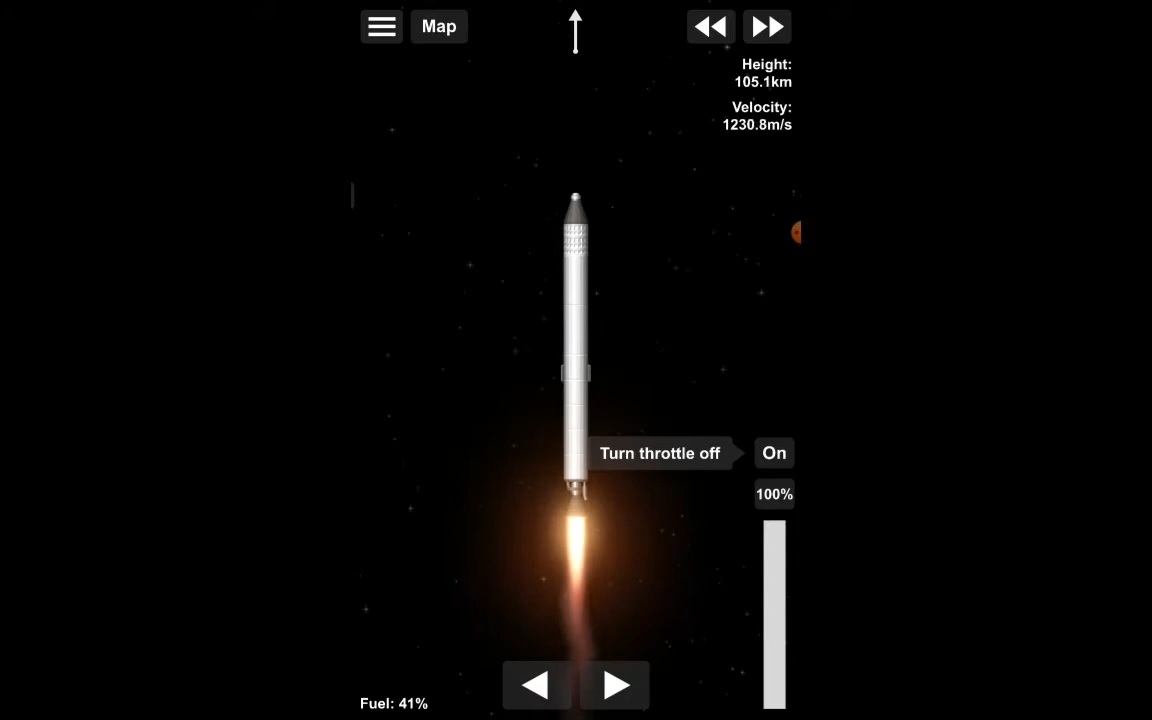 Map
Height:
105.1km
Velocity:
1230.8m/s
Turn throttle off
On
100%
Fuel: 41%